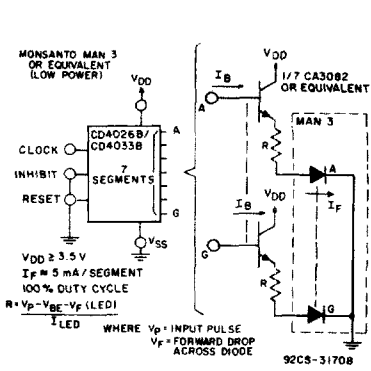 MONSANTO MAN 3
OR EQUIVALENT
(LOW POWER)
VDD
CD4026B/
CD4033B
7
SEGMENTS
A
G
CLOCK
INHIBIT
RESET
VSS
VDD ≥ 3.5 V
IF ≈ 5 mA/SEGMENT
100% DUTY CYCLE
R = VP-VBE-VF (LED)
ILED
IB
VDD
1/7 CA3082
OR EQUIVALENT
A
R
MAN 3
A
IF
IB
VDD
G
R
G
WHERE VP = INPUT PULSE
VF = FORWARD DROP
ACROSS DIODE
92CS-31708